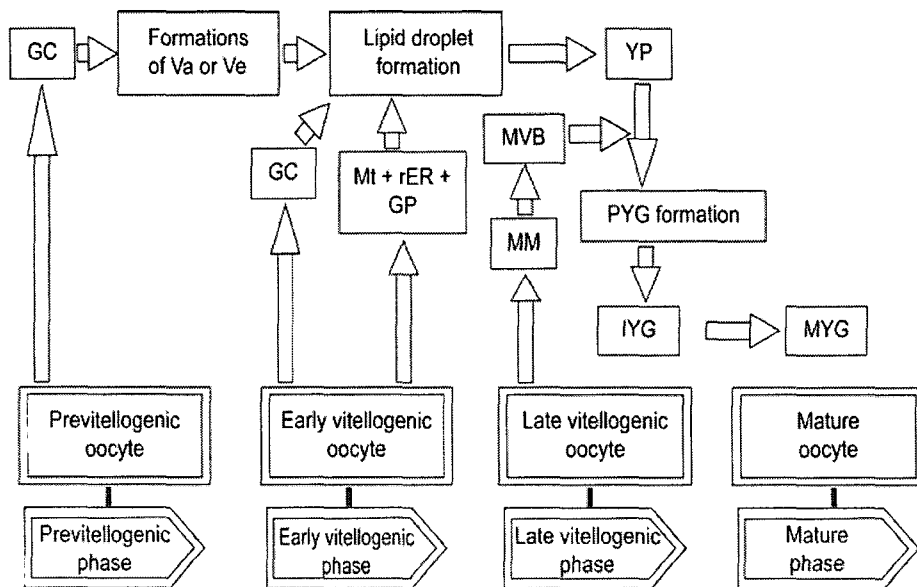 GC
Formations
of Va or Ve
Lipid droplet
formation
YP
GC
Mt + rER +
GP
MVB
MM
PYG formation
IYG
MYG
Previtellogenic
oocyte
Early vitellogenic
oocyte
Late vitellogenic
oocyte
Mature
oocyte
Previtellogenic
phase
Early vitellogenic
phase
Late vitellogenic
phase
Mature
phase